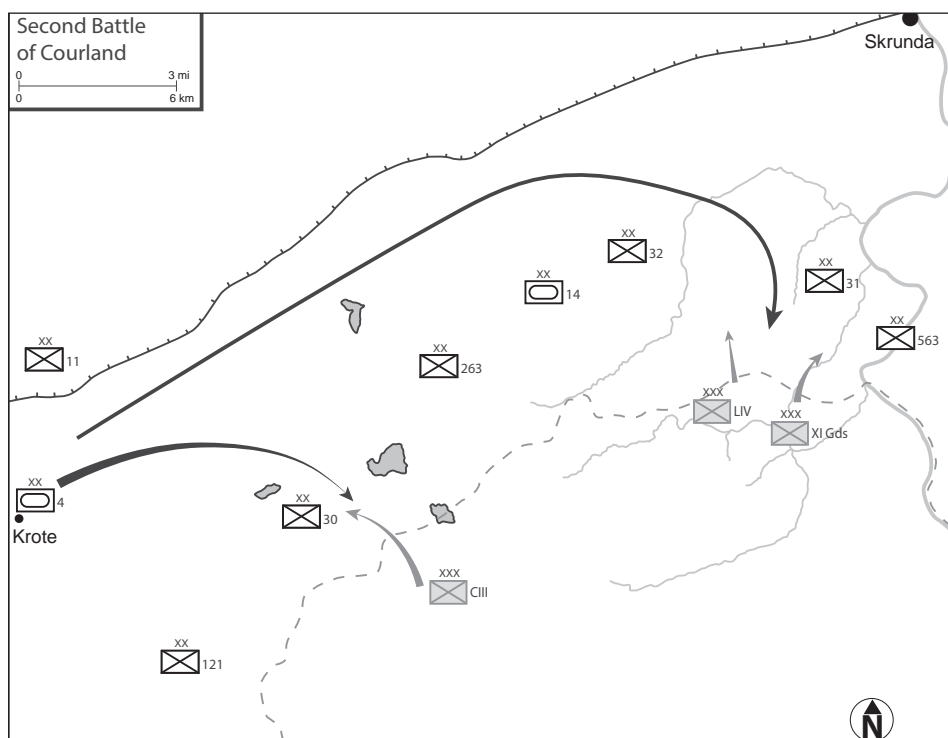 Second Battle
of Courland
0 3 mi
0 6 km
Skrunda
XX
32
XX
14
XX
31
XX
563
XX
11
XX
263
XXX
LIV
XXX
XI Gds
XX
4
Krote
XX
30
XXX
CIII
XX
121
N